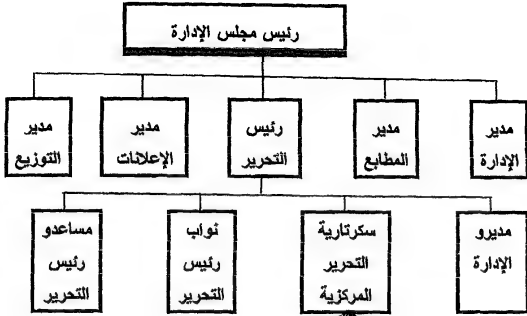 رئيس مجلس الإدارة
مدير
الإدارة
مدير
المطابع
رئيس
التحرير
مدير
الإعلانات
مدير
التوزيع
مديرو
الإدارة
سكرتارية
التحرير
المركزية
نواب
رئيس
التحرير
مساعدو
رئيس
التحرير